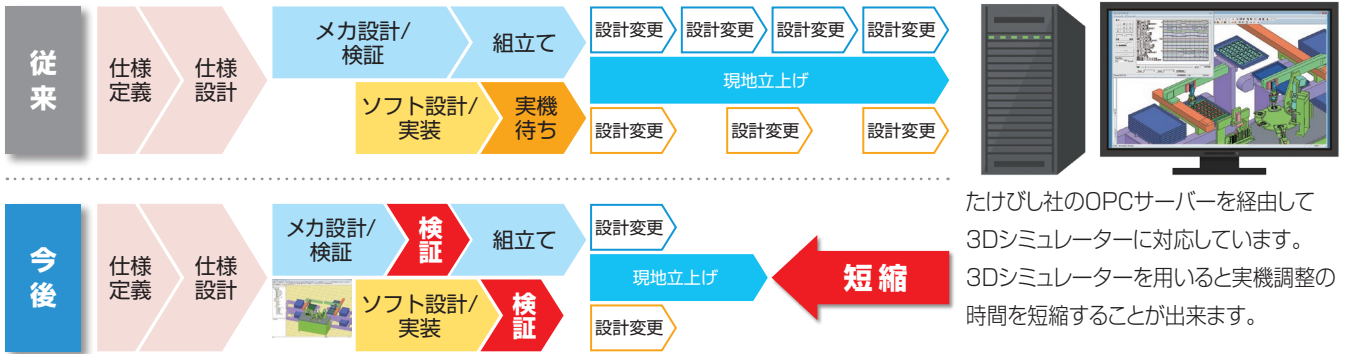 従
来
仕様
定義
仕様
設計
メカ設計/
検証
組立て
ソフト設計/
実装
実機
待ち
設計変更
設計変更
設計変更
設計変更
現地立上げ
設計変更
設計変更
設計変更
今
後
仕様
定義
仕様
設計
メカ設計/
検証
検
証
組立て
ソフト設計/
実装
検
証
設計変更
現地立上げ
設計変更
短縮
たけびし社のOPCサーバーを経由して
3Dシミュレーターに対応しています。
3Dシミュレーターを用いると実機調整の
時間を短縮することが出来ます。